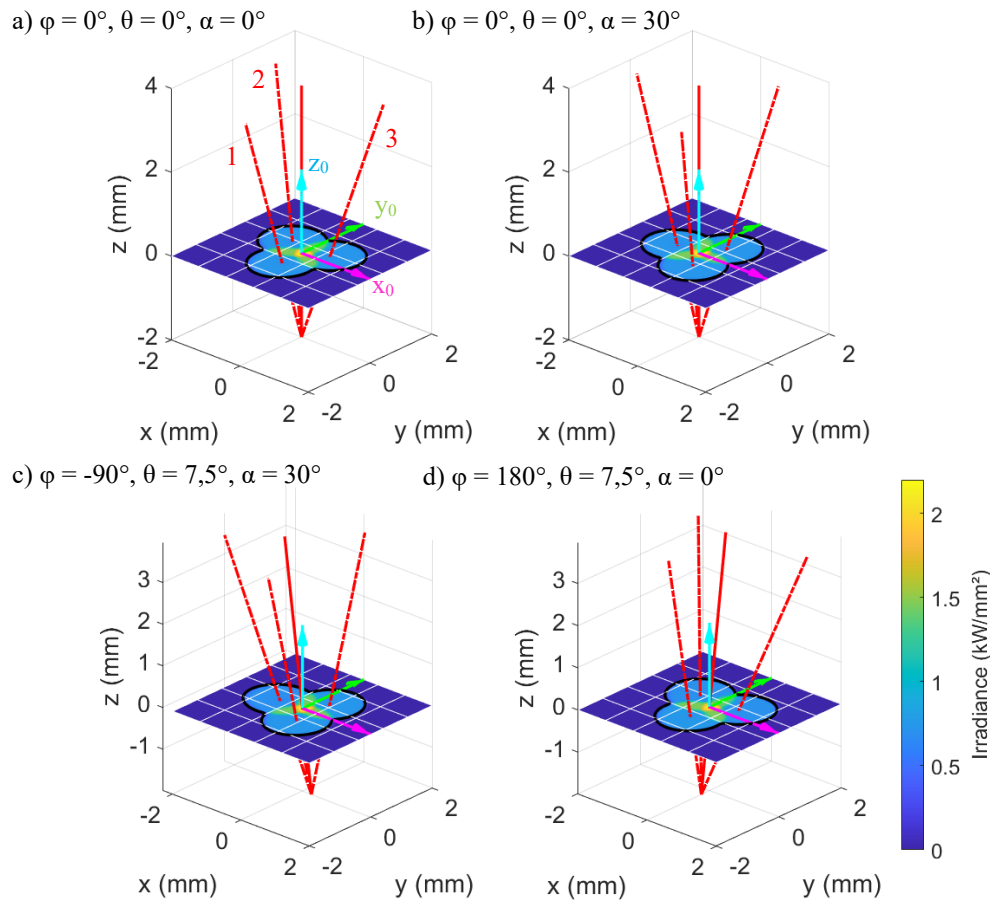 a) φ = 0°, θ = 0°, α = 0°
b) φ = 0°, θ = 0°, α = 30°
4
2
0
-2
z (mm)
1
2
3
z₀
y₀
x₀
-2
0
2
x (mm)
-2
0
2
y (mm)
4
2
0
-2
z (mm)
-2
0
2
x (mm)
-2
0
2
y (mm)
c) φ = -90°, θ = 7,5°, α = 30°
d) φ = 180°, θ = 7,5°, α = 0°
3
2
1
0
-1
z (mm)
-2
0
2
x (mm)
-2
0
2
y (mm)
3
2
1
0
-1
z (mm)
-2
0
2
x (mm)
-2
0
2
y (mm)
2
1.5
1
0.5
0
Irradiance (kW/mm²)